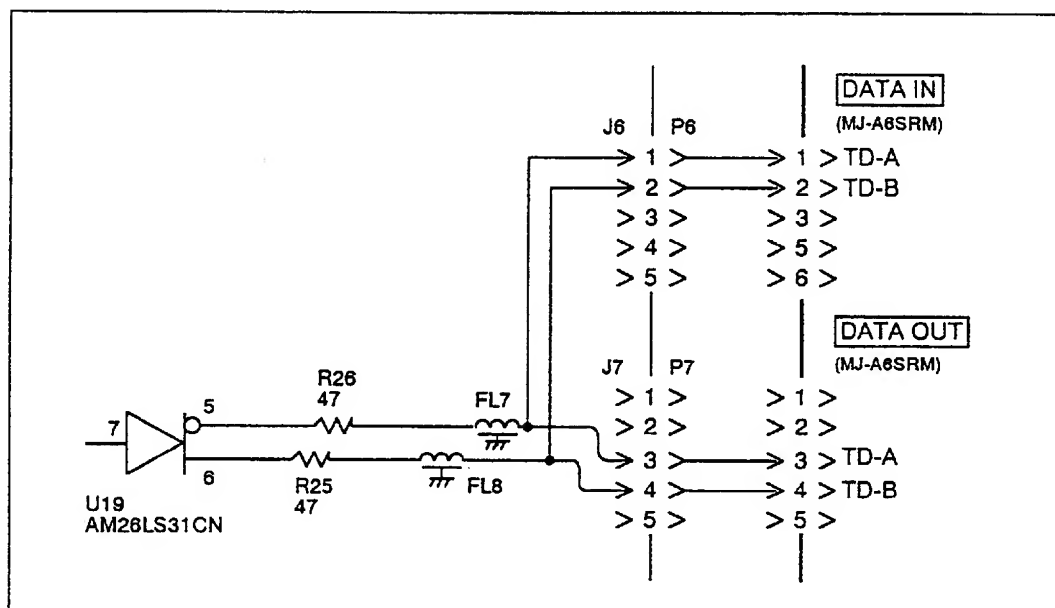 DATA IN
(MJ-A6SRM)
J6 P6
1 1 TD-A
2 2 TD-B
3 3
4 5
5 6
DATA OUT
(MJ-A6SRM)
J7 P7
1 1
2 2
3 3 TD-A
4 4 TD-B
5 5
R26
47
FL7
5
7
6
R25
47
FL8
U19
AM26LS31CN